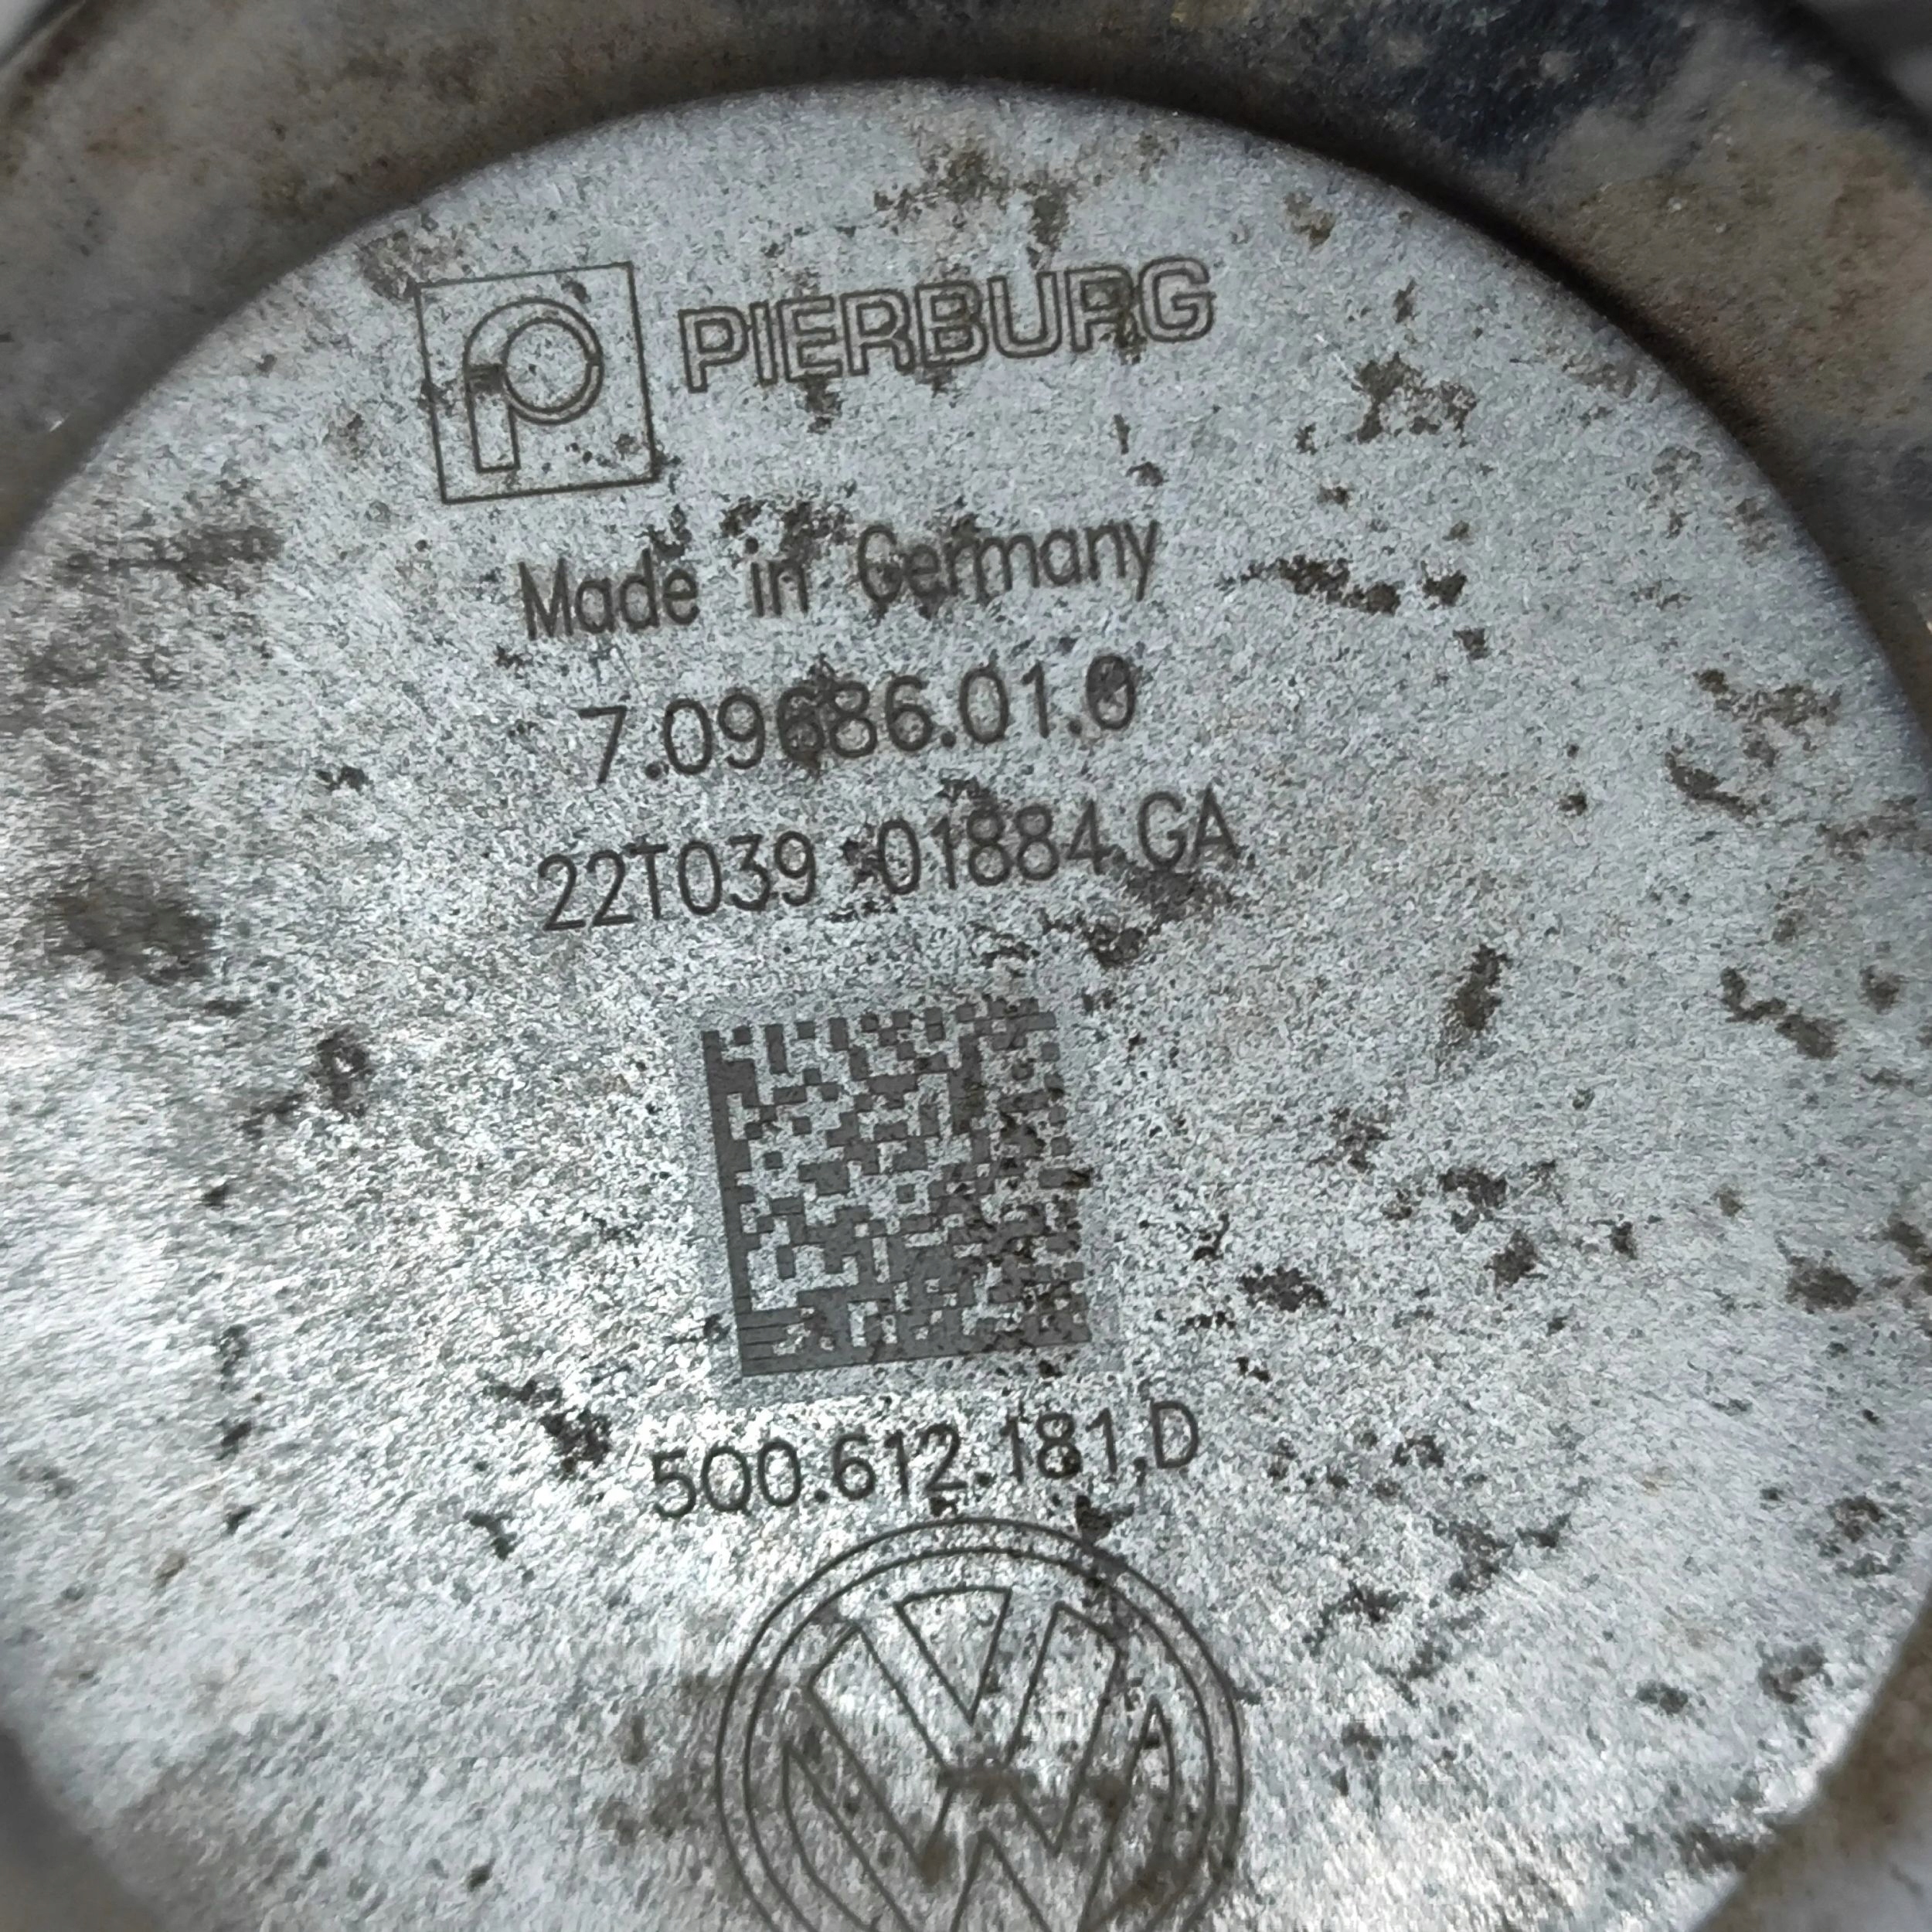 PIERBURG
Made in Germany
7.09686.01.0
22T039 01884 GA
5Q0.612.181.D